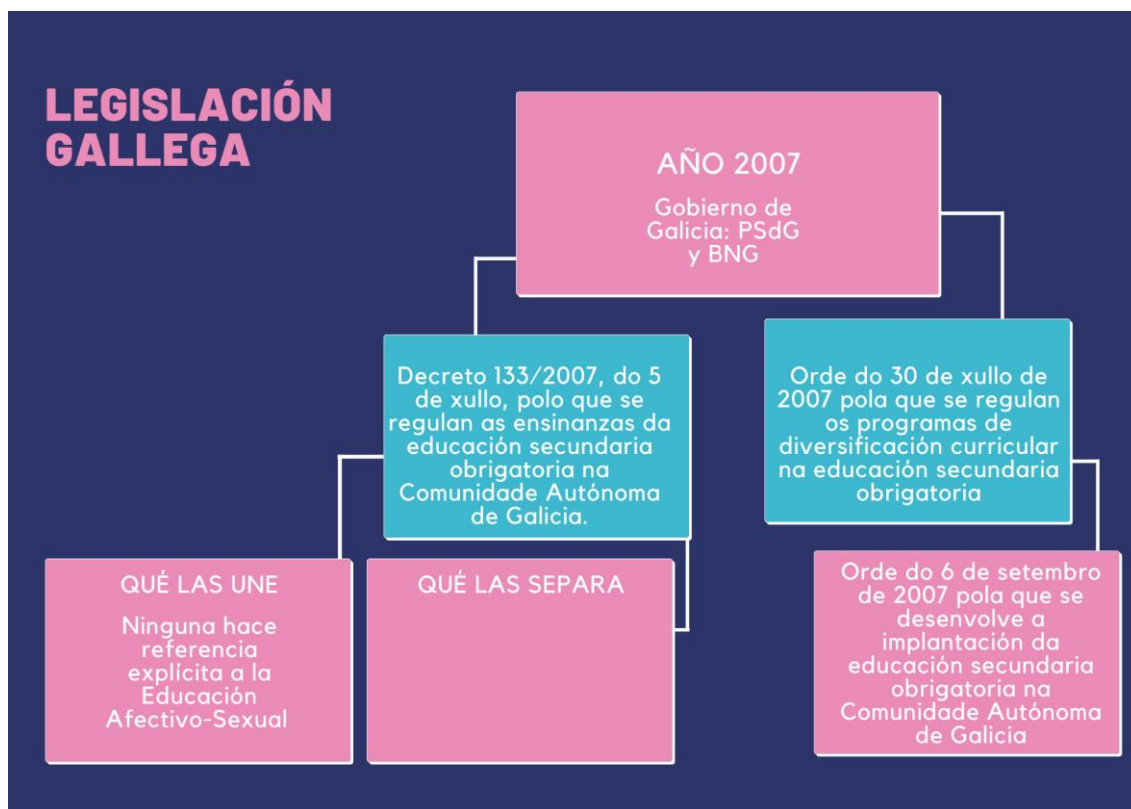 LEGISLACIÓN
GALLEGA
AÑO 2007
Gobierno de
Galicia: PSdG
y BNG
Decreto 133/2007, do 5
de xullo, polo que se
regulan as ensinanzas da
educación secundaria
obrigatoria na
Comunidade Autónoma
de Galicia.
Orde do 30 de xullo de
2007 pola que se regulan
os programas de
diversificación curricular
na educación secundaria
obrigatoria
QUÉ LAS UNE
Ninguna hace
referencia
explícita a la
Educación
Afectivo-Sexual
QUÉ LAS SEPARA
Orde do 6 de setembro
de 2007 pola que se
desenvolve a
implantación da
educación secundaria
obrigatoria na
Comunidade Autónoma
de Galicia